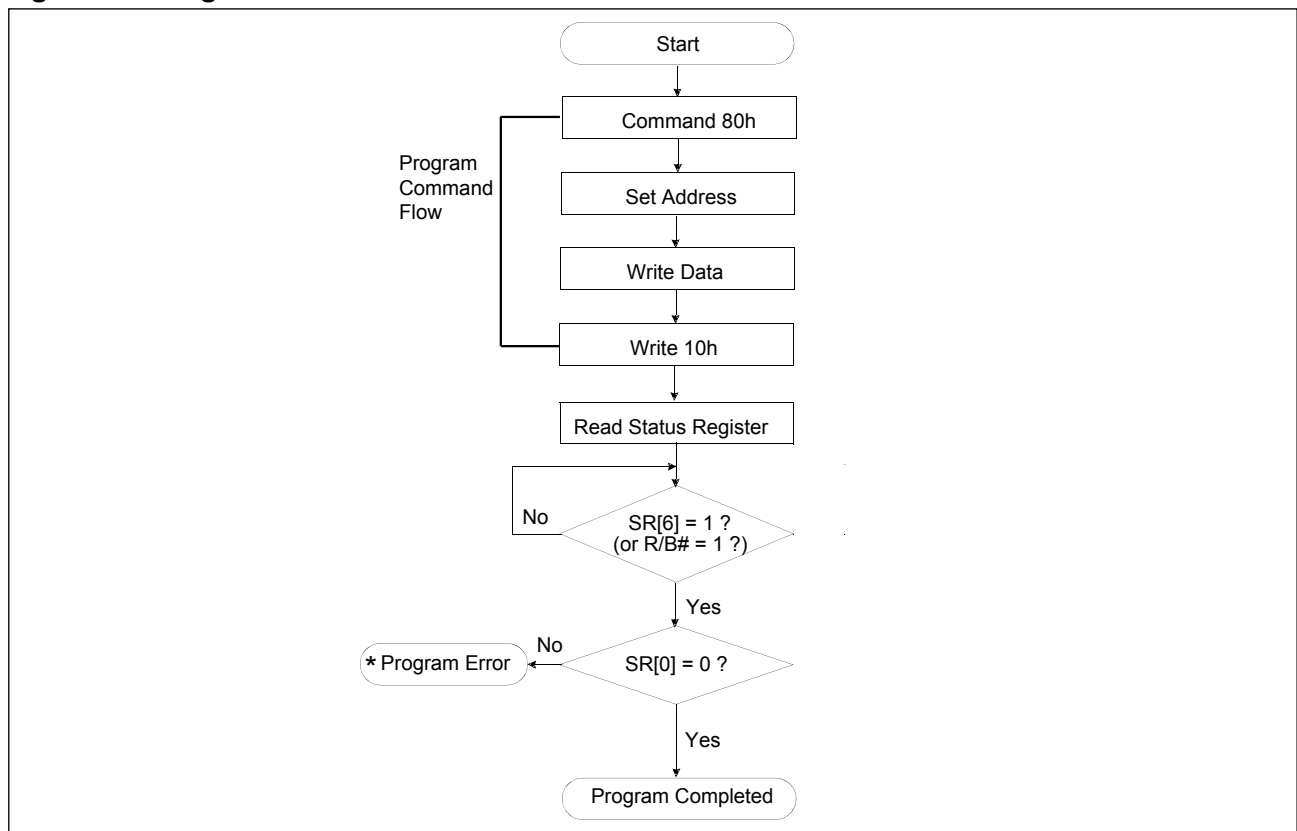 Start
Command 80h
Program
Command
Flow
Set Address
Write Data
Write 10h
Read Status Register
No
SR[6] = 1 ?
(or R/B# = 1 ?)
Yes
No
* Program Error
SR[0] = 0 ?
Yes
Program Completed